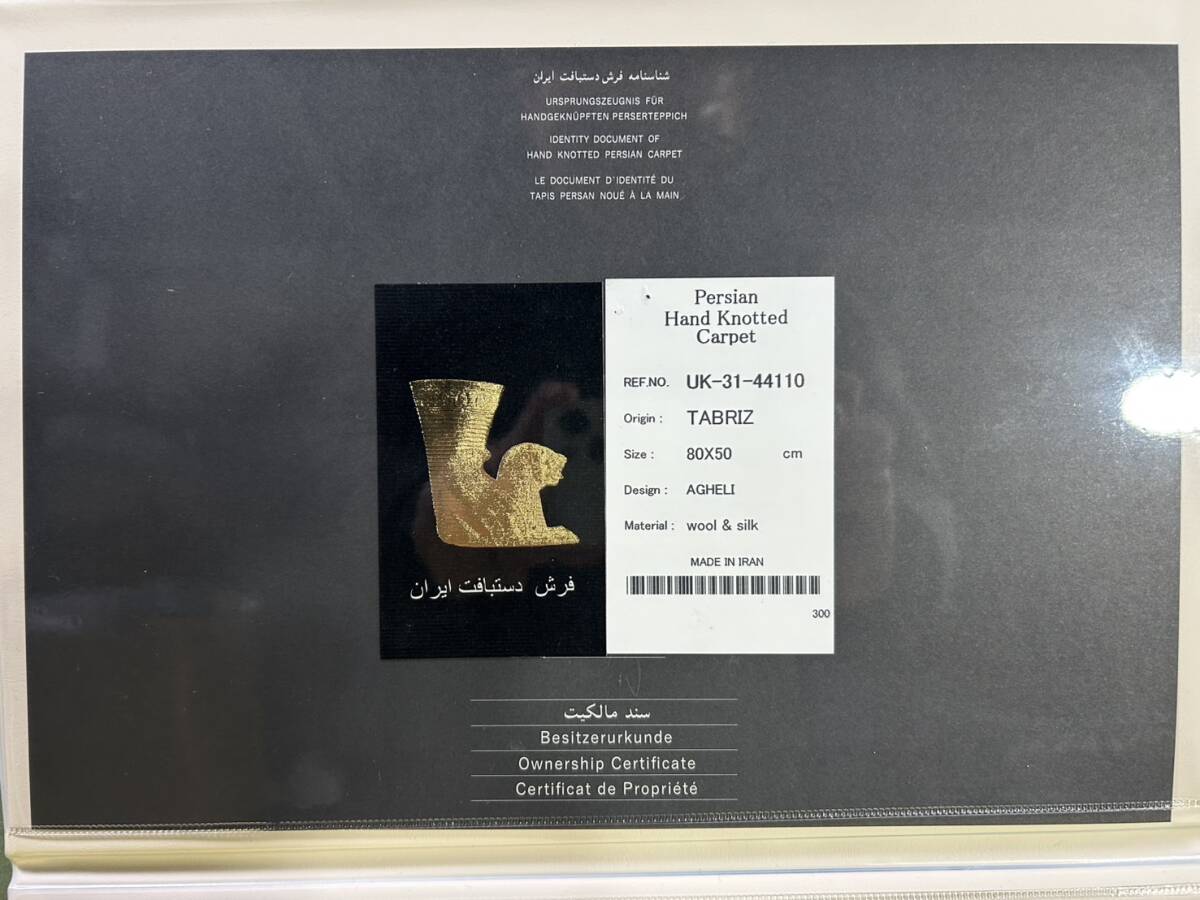 شناسنامه فرش دستبافت ایران
URSPRUNGSZEUGNIS FÜR
HANDGEKNÜPFTEN PERSERTEPPICH
IDENTITY DOCUMENT OF
HAND KNOTTED PERSIAN CARPET
LE DOCUMENT D'IDENTITÉ DU
TAPIS PERSAN NOUÉ À LA MAIN
فرش دستبافت ایران
Persian
Hand Knotted
Carpet
REF.NO. UK-31-44110
Origin : TABRIZ
Size : 80X50 cm
Design : AGHELI
Material : wool & silk
MADE IN IRAN
300
سند مالکیت
Besitzerurkunde
Ownership Certificate
Certificat de Propriété